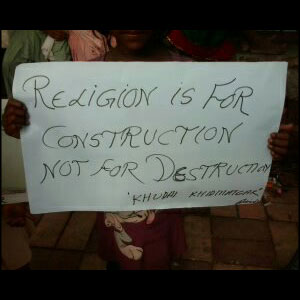 RELIGION IS FOR
CONSTRUCTION
NOT FOR DESTRUCTION
'KHUDAI KHIDMATGAR'